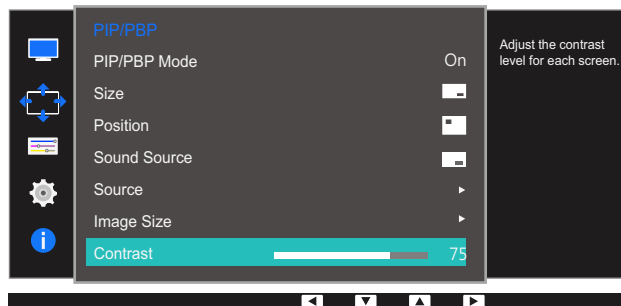 PIP/PBP
PIP/PBP Mode On
Size
Position
Sound Source
Source
Image Size
Contrast 75
Adjust the contrast
level for each screen.